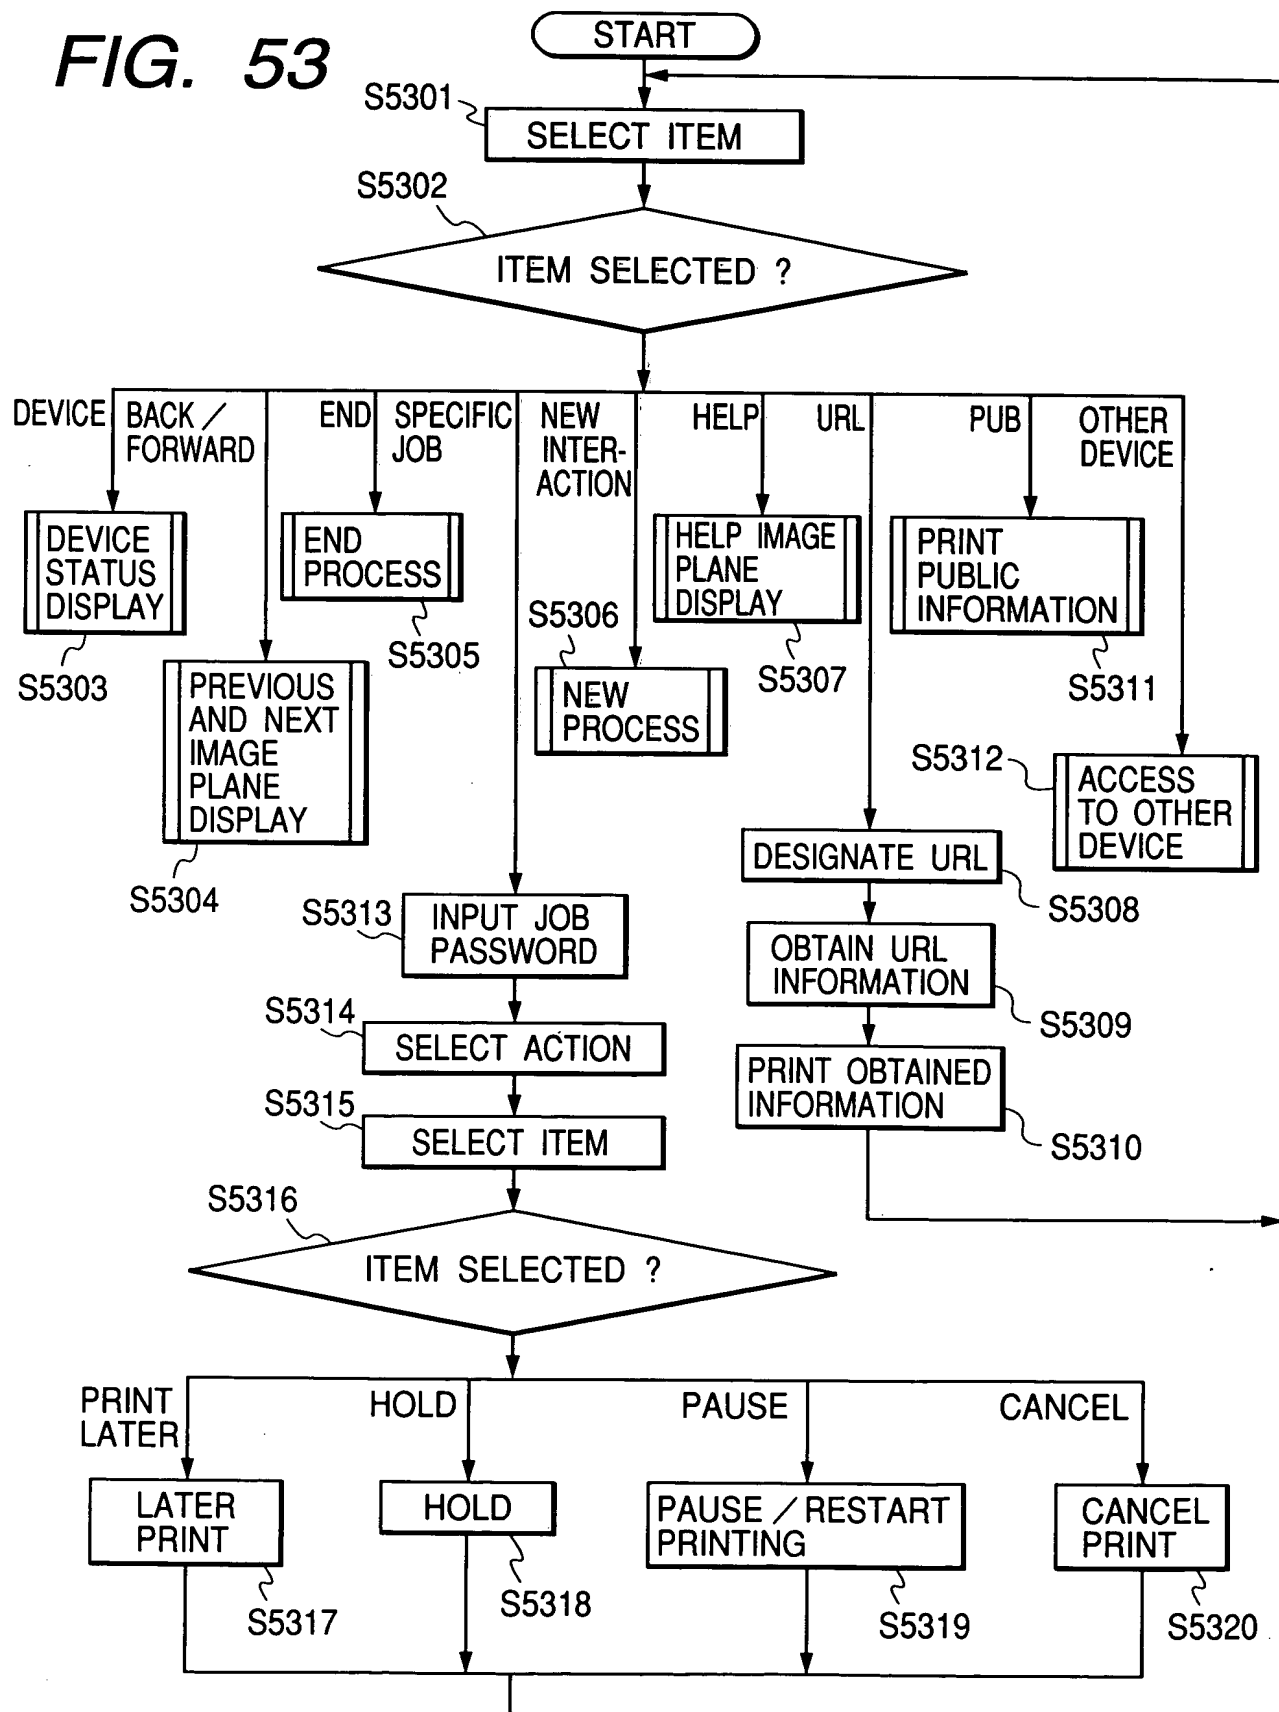 FIG. 53
START
S5301
SELECT ITEM
S5302
ITEM SELECTED ?
DEVICE
BACK /
FORWARD
END
SPECIFIC
JOB
NEW
INTER-
ACTION
HELP
URL
PUB
OTHER
DEVICE
DEVICE
STATUS
DISPLAY
S5303
PREVIOUS
AND NEXT
IMAGE
PLANE
DISPLAY
S5304
END
PROCESS
S5305
S5306
NEW
PROCESS
HELP IMAGE
PLANE
DISPLAY
S5307
PRINT
PUBLIC
INFORMATION
S5311
S5312
ACCESS
TO OTHER
DEVICE
DESIGNATE URL
S5308
OBTAIN URL
INFORMATION
S5309
PRINT OBTAINED
INFORMATION
S5310
S5313
INPUT JOB
PASSWORD
S5314
SELECT ACTION
S5315
SELECT ITEM
S5316
ITEM SELECTED ?
PRINT
LATER
HOLD
PAUSE
CANCEL
LATER
PRINT
S5317
HOLD
S5318
PAUSE / RESTART
PRINTING
S5319
CANCEL
PRINT
S5320